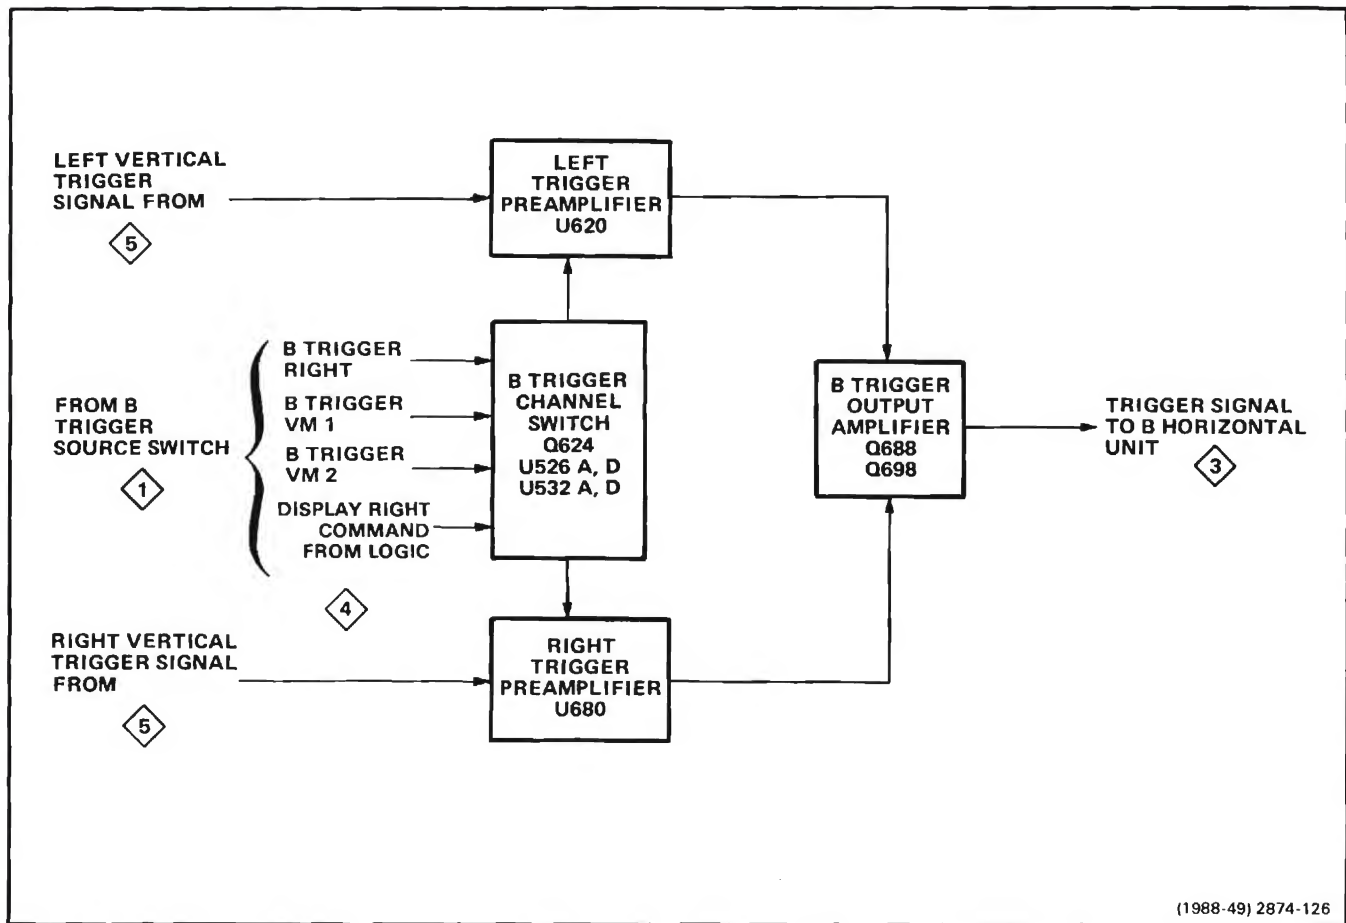 LEFT VERTICAL
TRIGGER
SIGNAL FROM
5
LEFT
TRIGGER
PREAMPLIFIER
U620
FROM B
TRIGGER
SOURCE SWITCH
1
B TRIGGER
RIGHT
B TRIGGER
VM 1
B TRIGGER
VM 2
DISPLAY RIGHT
COMMAND
FROM LOGIC
4
B TRIGGER
CHANNEL
SWITCH
Q624
U526 A, D
U532 A, D
B TRIGGER
OUTPUT
AMPLIFIER
Q688
Q698
TRIGGER SIGNAL
TO B HORIZONTAL
UNIT
3
RIGHT VERTICAL
TRIGGER SIGNAL
FROM
5
RIGHT
TRIGGER
PREAMPLIFIER
U680
(1988-49) 2874-126